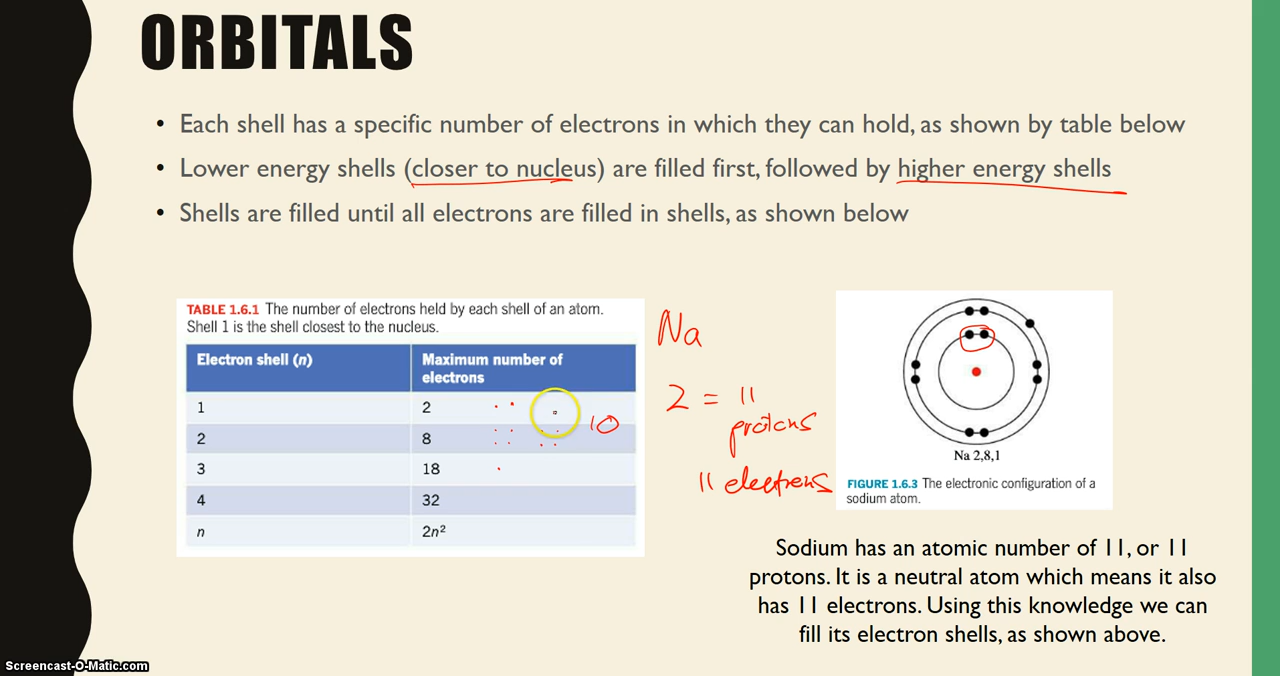 ORBITALS
• Each shell has a specific number of electrons in which they can hold, as shown by table below
• Lower energy shells (closer to nucleus) are filled first, followed by higher energy shells
• Shells are filled until all electrons are filled in shells, as shown below
TABLE 1.6.1 The number of electrons held by each shell of an atom.
Shell 1 is the shell closest to the nucleus.
Electron shell (n) Maximum number of
electrons
1 2
2 8
3 18
4 32
n 2n²
10
Na
2 = 11
protons
11 electrons
Na 2,8,1
FIGURE 1.6.3 The electronic configuration of a
sodium atom.
Sodium has an atomic number of 11, or 11
protons. It is a neutral atom which means it also
has 11 electrons. Using this knowledge we can
fill its electron shells, as shown above.
Screencast-O-Matic.com